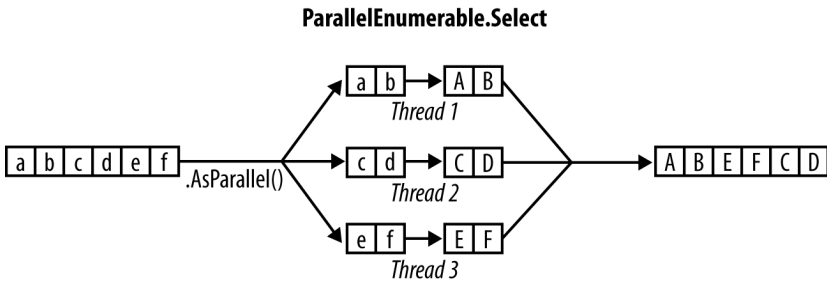 ParallelEnumerable.Select
a b c d e f
.AsParallel()
a b
A B
Thread 1
c d
C D
Thread 2
e f
E F
Thread 3
A B E F C D